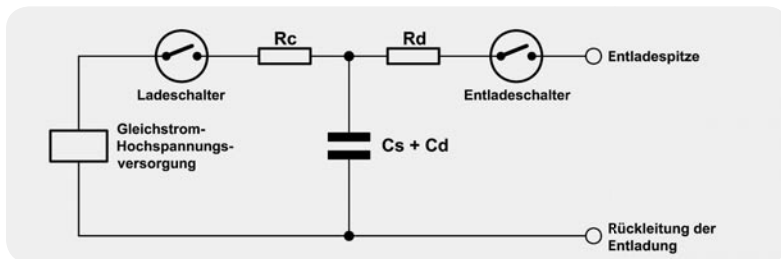 Rc
Rd
Ladeschalter
Entladeschalter
Entladespitze
Gleichstrom-
Hochspannungs-
versorgung
Cs + Cd
Rückleitung der
Entladung